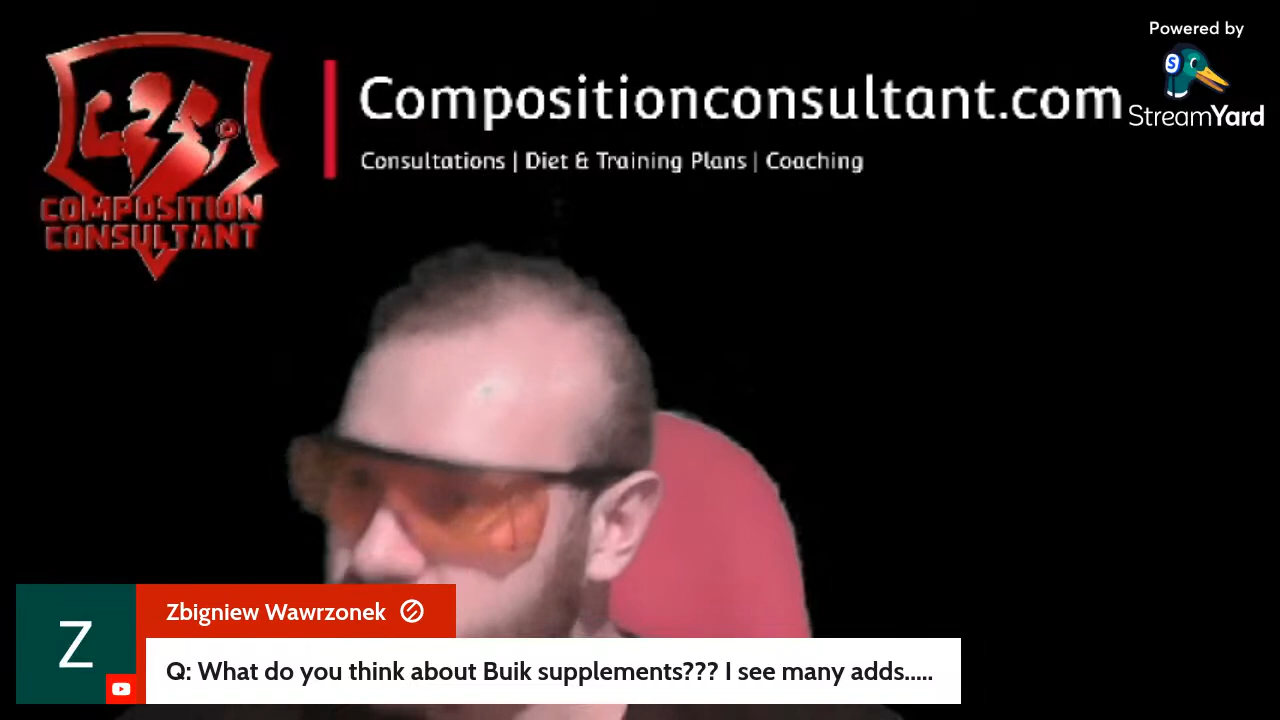 Powered by
StreamYard
Compositionconsultant.com
Consultations | Diet & Training Plans | Coaching
COMPOSITION
CONSULTANT
Z
Zbigniew Wawrzonek
Q: What do you think about Buik supplements??? I see many adds.....